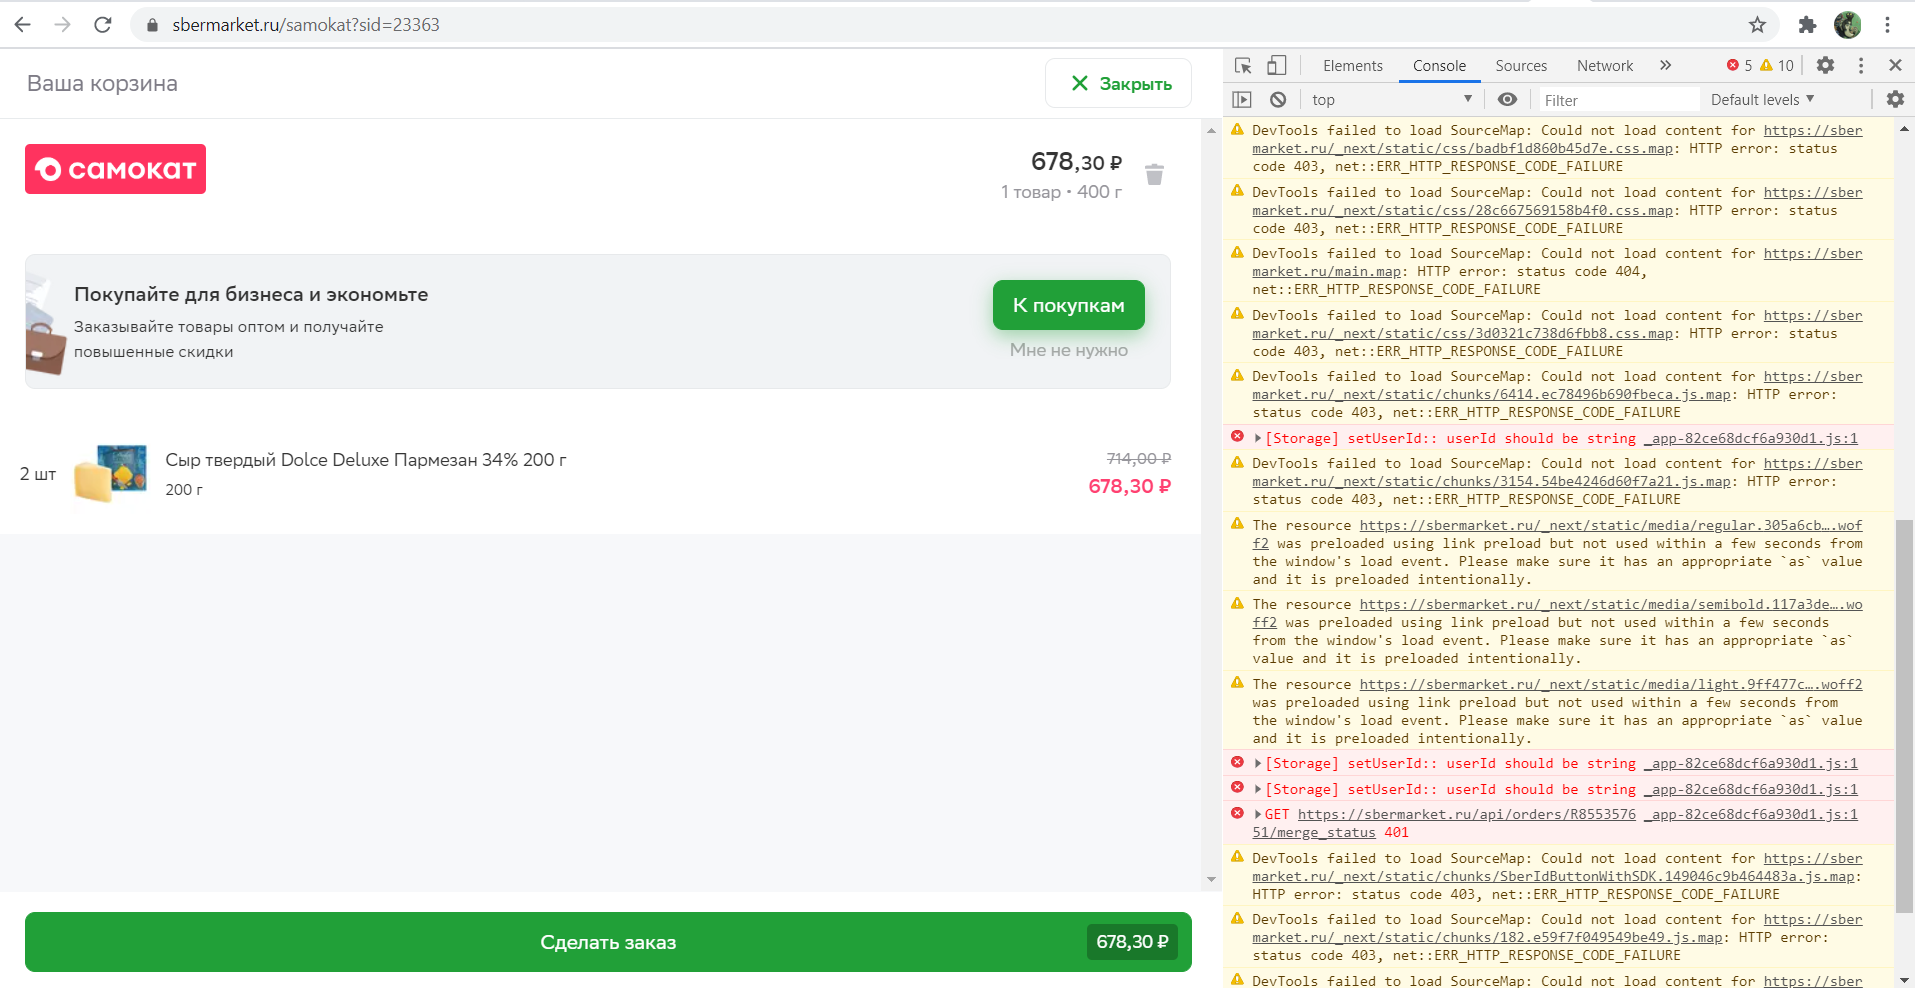 sbermarket.ru/samokat?sid=23363
Ваша корзина
Закрыть
самокат
678,30 ₽
1 товар • 400 г
Покупайте для бизнеса и экономьте
Заказывайте товары оптом и получайте
повышенные скидки
К покупкам
Мне не нужно
2 шт
Сыр твердый Dolce Deluxe Пармезан 34% 200 г
200 г
714,00 ₽
678,30 ₽
Сделать заказ
678,30 ₽
Elements Console Sources Network » 5 10
top Filter Default levels
DevTools failed to load SourceMap: Could not load content for https://sber
market.ru/_next/static/css/badbf1d860b45d7e.css.map: HTTP error: status
code 403, net::ERR_HTTP_RESPONSE_CODE_FAILURE
DevTools failed to load SourceMap: Could not load content for https://sber
market.ru/_next/static/css/28c667569158b4f0.css.map: HTTP error: status
code 403, net::ERR_HTTP_RESPONSE_CODE_FAILURE
DevTools failed to load SourceMap: Could not load content for https://sber
market.ru/main.map: HTTP error: status code 404,
net::ERR_HTTP_RESPONSE_CODE_FAILURE
DevTools failed to load SourceMap: Could not load content for https://sber
market.ru/_next/static/css/3d0321c738d6fbb8.css.map: HTTP error: status
code 403, net::ERR_HTTP_RESPONSE_CODE_FAILURE
DevTools failed to load SourceMap: Could not load content for https://sber
market.ru/_next/static/chunks/6414.ec78496b690fbeca.js.map: HTTP error:
status code 403, net::ERR_HTTP_RESPONSE_CODE_FAILURE
[Storage] setUserId:: userId should be string _app-82ce68dcf6a930d1.js:1
DevTools failed to load SourceMap: Could not load content for https://sber
market.ru/_next/static/chunks/3154.54be4246d60f7a21.js.map: HTTP error:
status code 403, net::ERR_HTTP_RESPONSE_CODE_FAILURE
The resource https://sbermarket.ru/_next/static/media/regular.305a6cb….wof
f2 was preloaded using link preload but not used within a few seconds from
the window's load event. Please make sure it has an appropriate `as` value
and it is preloaded intentionally.
The resource https://sbermarket.ru/_next/static/media/semibold.117a3de….wo
ff2 was preloaded using link preload but not used within a few seconds
from the window's load event. Please make sure it has an appropriate `as`
value and it is preloaded intentionally.
The resource https://sbermarket.ru/_next/static/media/light.9ff477c….woff2
was preloaded using link preload but not used within a few seconds from
the window's load event. Please make sure it has an appropriate `as` value
and it is preloaded intentionally.
[Storage] setUserId:: userId should be string _app-82ce68dcf6a930d1.js:1
[Storage] setUserId:: userId should be string _app-82ce68dcf6a930d1.js:1
GET https://sbermarket.ru/api/orders/R8553576 _app-82ce68dcf6a930d1.js:1
51/merge_status 401
DevTools failed to load SourceMap: Could not load content for https://sber
market.ru/_next/static/chunks/SberIdButtonWithSDK.149046c9b464483a.js.map:
HTTP error: status code 403, net::ERR_HTTP_RESPONSE_CODE_FAILURE
DevTools failed to load SourceMap: Could not load content for https://sber
market.ru/_next/static/chunks/182.e59f7f049549be49.js.map: HTTP error:
status code 403, net::ERR_HTTP_RESPONSE_CODE_FAILURE
DevTools failed to load SourceMap: Could not load content for https://sber